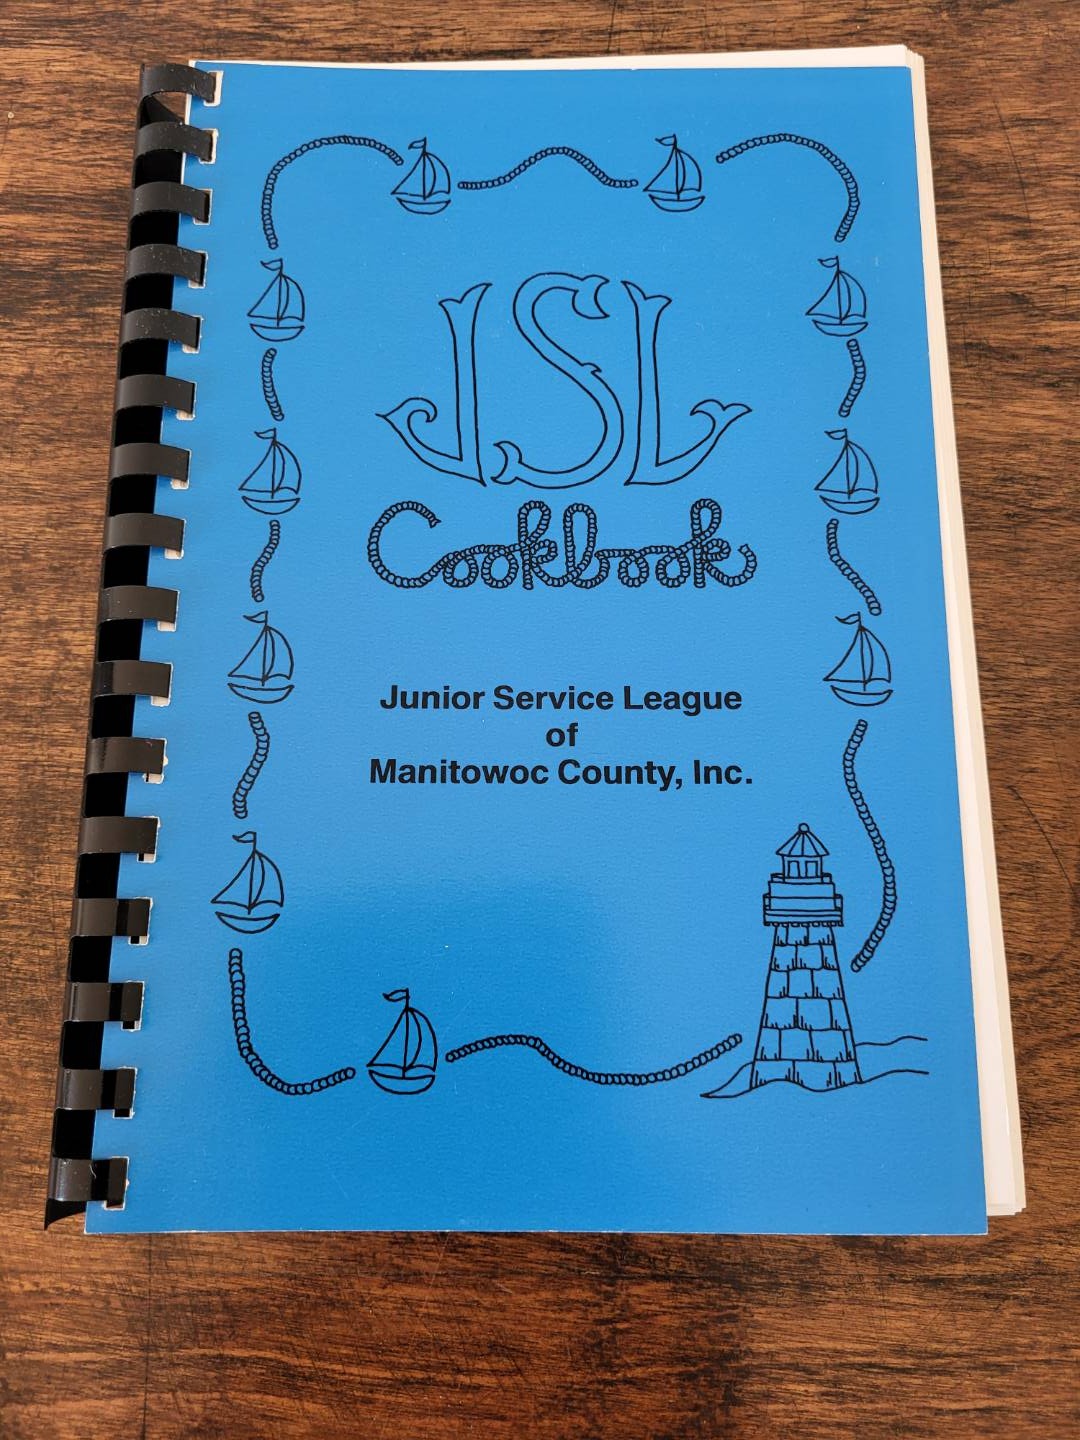 JSL
Cookbook
Junior Service League
of
Manitowoc County, Inc.